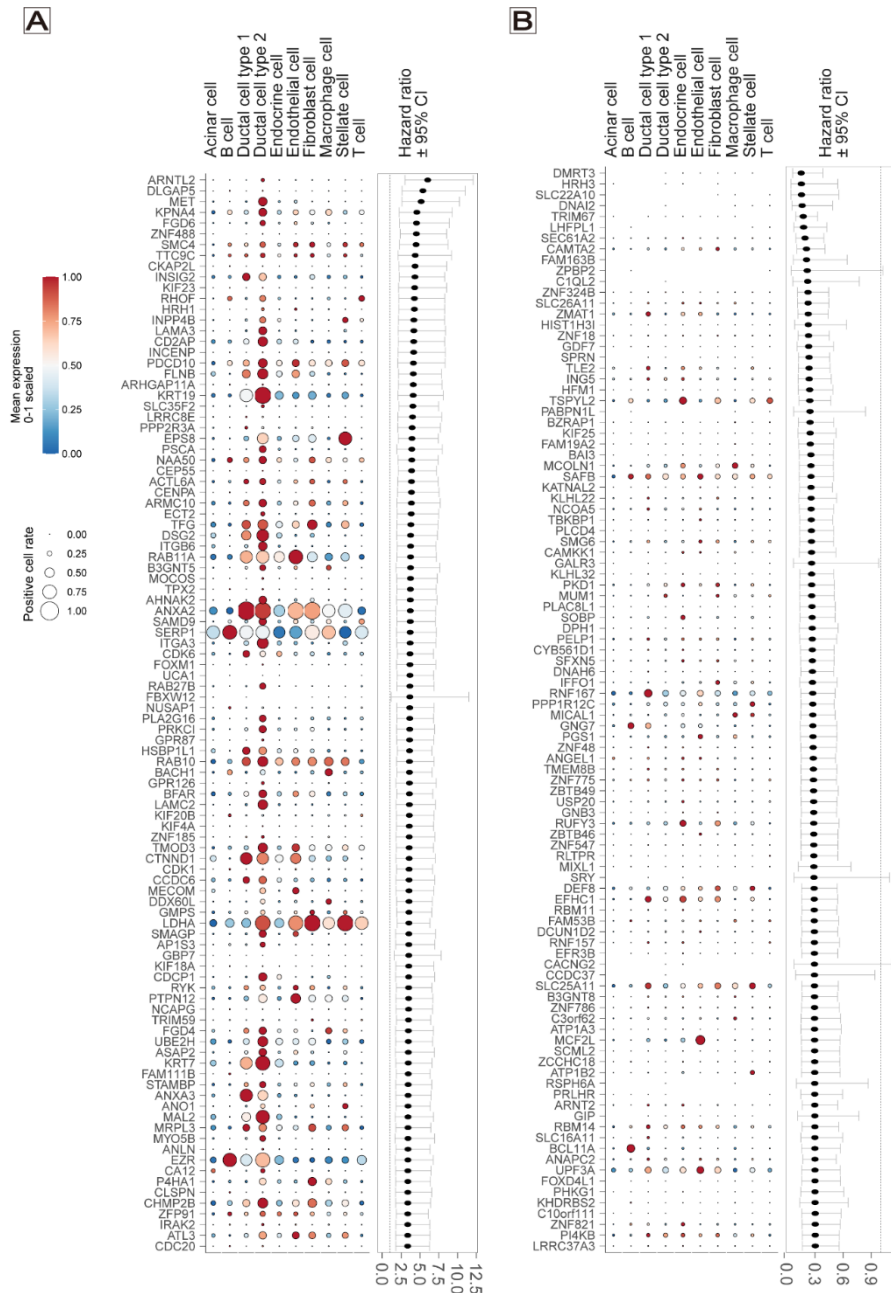 A
Acinar cell
B cell
Ductal cell type 1
Ductal cell type 2
Endocrine cell
Endothelial cell
Fibroblast cell
Macrophage cell
Stellate cell
T cell
Hazard ratio
± 95% CI
Mean expression
0-1 scaled
1.00
0.75
0.50
0.25
0.00
Positive cell rate
0.00
0.25
0.50
0.75
1.00
ARNTL2
DLGAP5
MET
KPNA4
FGD6
ZNF488
SMC4
TTC9C
CKAP2L
INSIG2
KIF23
RHOF
HRH1
INPP4B
LAMA3
CD2AP
INCENP
PDCD10
FLNB
ARHGAP11A
KRT19
SLC35F2
LRRC8E
PPP2R3A
EPS8
PSCA
NAA50
CEP55
ACTL6A
CENPA
ARMC10
ECT2
TFG
DSG2
ITGB6
RAB11A
B3GNT5
MOCOS
TPX2
AHNAK2
ANXA2
SAMD9
SERP1
ITGA3
CDK6
FOXM1
UCA1
RAB27B
FBXW12
NUSAP1
PLA2G16
PRKCI
GPR87
HSBP1L1
RAB10
BACH1
GPR126
BFAR
LAMC2
KIF20B
KIF4A
ZNF185
TMOD3
CTNND1
CDK1
CCDC6
MECOM
DDX60L
GMPS
LDHA
SMAGP
AP1S3
GBP7
KIF18A
CDCP1
RYK
PTPN12
NCAPG
TRIM59
FGD4
UBE2H
ASAP2
KRT7
FAM111B
STAMBP
ANXA3
ANO1
MAL2
MRPL3
MYO5B
ANLN
EZR
CA12
P4HA1
CLSPN
CHMP2B
ZFP91
IRAK2
ATL3
CDC20
0.0
2.5
5.0
7.5
10.0
12.5
B
Acinar cell
B cell
Ductal cell type 1
Ductal cell type 2
Endocrine cell
Endothelial cell
Fibroblast cell
Macrophage cell
Stellate cell
T cell
Hazard ratio
± 95% CI
DMRT3
HRH3
SLC22A10
DNAI2
TRIM67
LHFPL1
SEC61A2
CAMTA2
FAM163B
ZPBP2
C1QL2
ZNF324B
SLC26A11
ZMAT1
HIST1H3I
ZNF18
GDF7
SPRN
TLE2
ING5
HFM1
TSPYL2
PABPN1L
BZRAP1
KIF25
FAM19A2
BAI3
MCOLN1
SAFB
KATNAL2
KLHL22
NCOA5
TBKBP1
PLCD4
SMG6
CAMKK1
GALR3
KLHL32
PKD1
MUM1
PLAC8L1
SOBP
DPH1
PELP1
CYB561D1
SFXN5
DNAH6
IFFO1
RNF167
PPP1R12C
MICAL1
GNG7
PGS1
ZNF48
ANGEL1
TMEM8B
ZNF775
ZBTB49
USP20
GNB3
RUFY3
ZBTB46
ZNF547
RLTPR
MIXL1
SRY
DEF8
EFHC1
RBM11
FAM53B
DCUN1D2
RNF157
EFR3B
CACNG2
CCDC37
SLC25A11
B3GNT8
ZNF786
C3orf62
ATP1A3
MCF2L
SCML2
ZCCHC18
ATP1B2
RSPH6A
PRLHR
ARNT2
GIP
RBM14
SLC16A11
BCL11A
ANAPC2
UPF3A
FOXD4L1
PHKG1
KHDRBS2
C10orf111
ZNF821
PI4KB
LRRC37A3
0.0
0.3
0.6
0.9